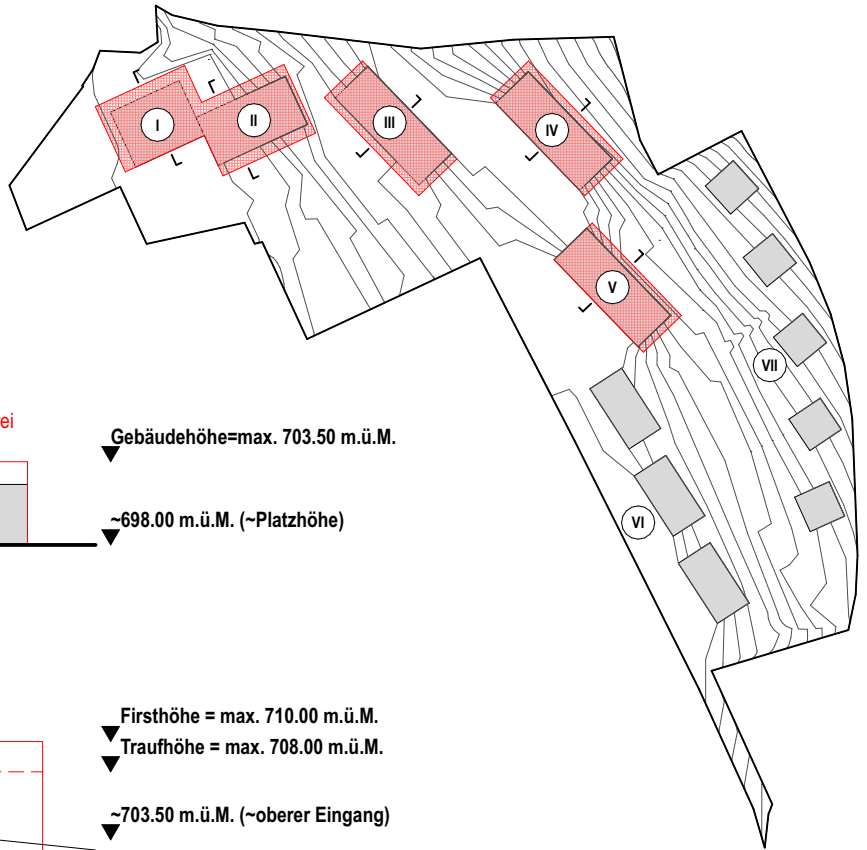 I
II
III
IV
V
VII
VI
rei
Gebäudehöhe=max. 703.50 m.ü.M.
~698.00 m.ü.M. (~Platzhöhe)
Firsthöhe = max. 710.00 m.ü.M.
Traufhöhe = max. 708.00 m.ü.M.
~703.50 m.ü.M. (~oberer Eingang)